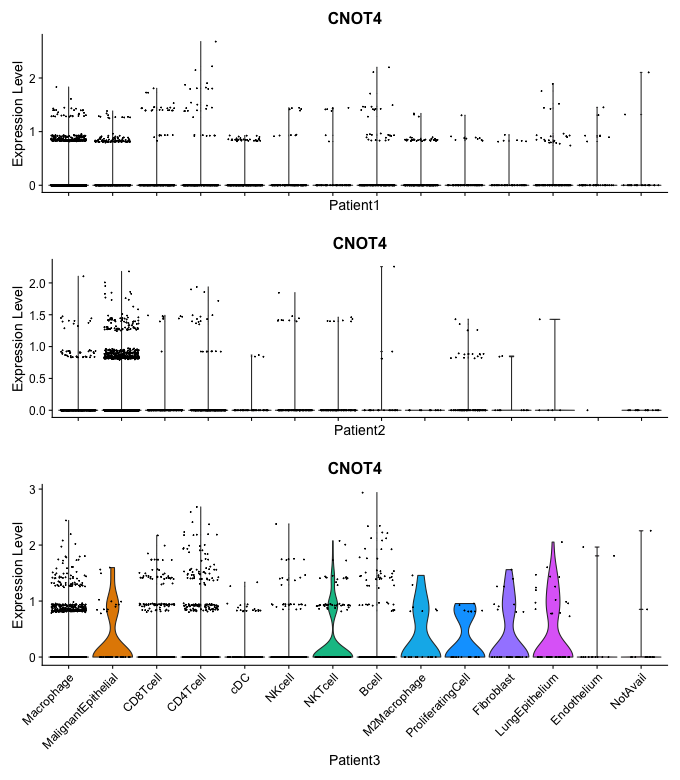 CNOT4
Expression Level
2
1
0
Patient1
CNOT4
Expression Level
2.0
1.5
1.0
0.5
0.0
Patient2
CNOT4
Expression Level
3
2
1
0
Macrophage
MalignantEpithelial
CD8Tcell
CD4Tcell
cDC
NKcell
NKTcell
Bcell
M2Macrophage
ProliferatingCell
Fibroblast
LungEpithelium
Endothelium
NotAvail
Patient3